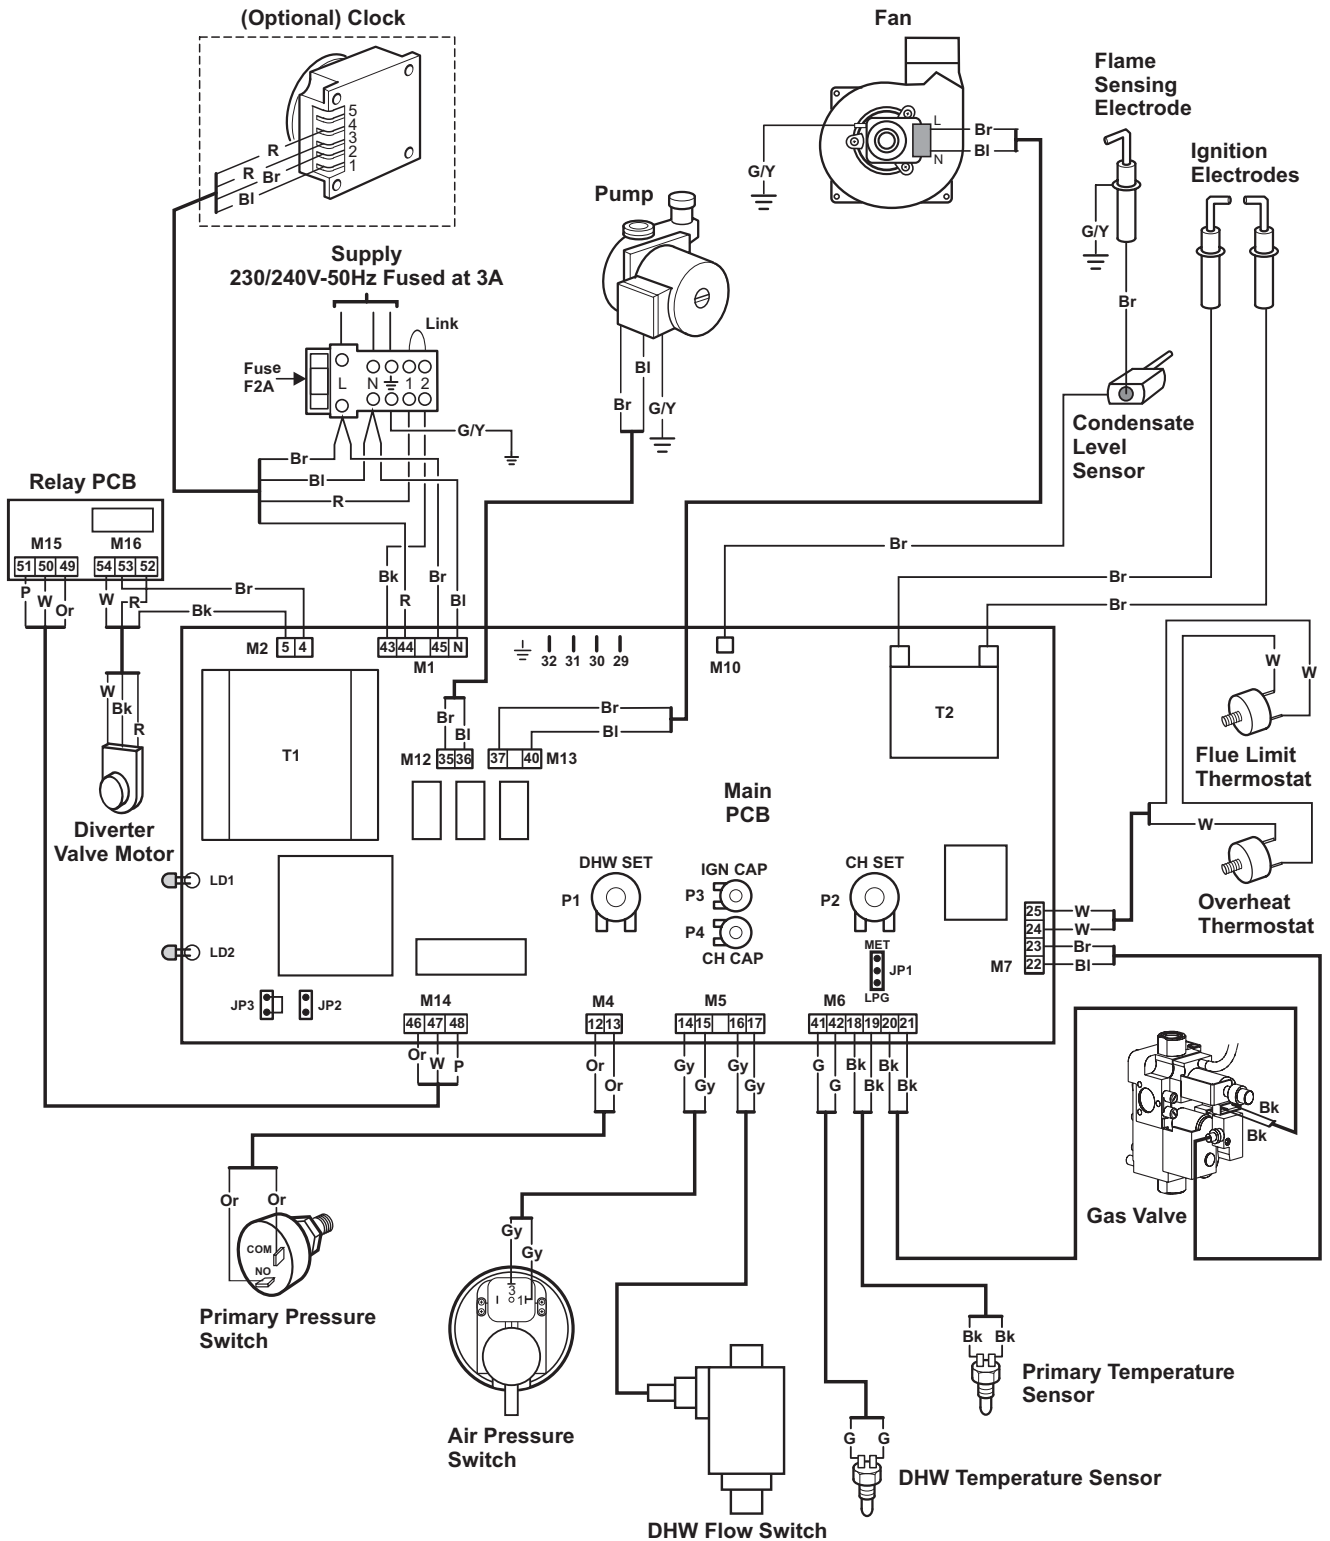 (Optional) Clock
5
4
3
2
1
R
R
Br
Bl
Fan
L
N
Br
Bl
G/Y
Flame
Sensing
Electrode
G/Y
Br
Ignition
Electrodes
Pump
Bl
Br
G/Y
Supply
230/240V-50Hz Fused at 3A
Link
Fuse
F2A
L N 1 2
G/Y
Br
Bl
R
Bk
R
Br
Bl
Condensate
Level
Sensor
Br
Br
Br
Relay PCB
M15
M16
51 50 49
54 53 52
P
W
Or
W
R
Br
Bk
M2
5 4
43 44 45 N
M1
32 31 30 29
M10
T2
T1
Br
Bl
M12
35 36
37 40
M13
Br
Bl
W
Bk
R
Diverter
Valve Motor
W
W
Flue Limit
Thermostat
W
Overheat
Thermostat
Main
PCB
DHW SET
P1
IGN CAP
P3
P4
CH CAP
CH SET
P2
MET
JP1
LPG
LD1
LD2
JP3
JP2
25
24
23
22
M7
W
W
Br
Bl
M14
46 47 48
Or
W
P
M4
12 13
Or
Or
M5
14 15 16 17
Gy
Gy
Gy
Gy
M6
41 42 18 19 20 21
G
G
Bk
Bk
Bk
Bk
Bk
Bk
Gas Valve
Or
Or
COM
NO
Primary Pressure
Switch
Gy
Gy
3
1
Air Pressure
Switch
DHW Flow Switch
G
G
DHW Temperature Sensor
Bk
Bk
Primary Temperature
Sensor